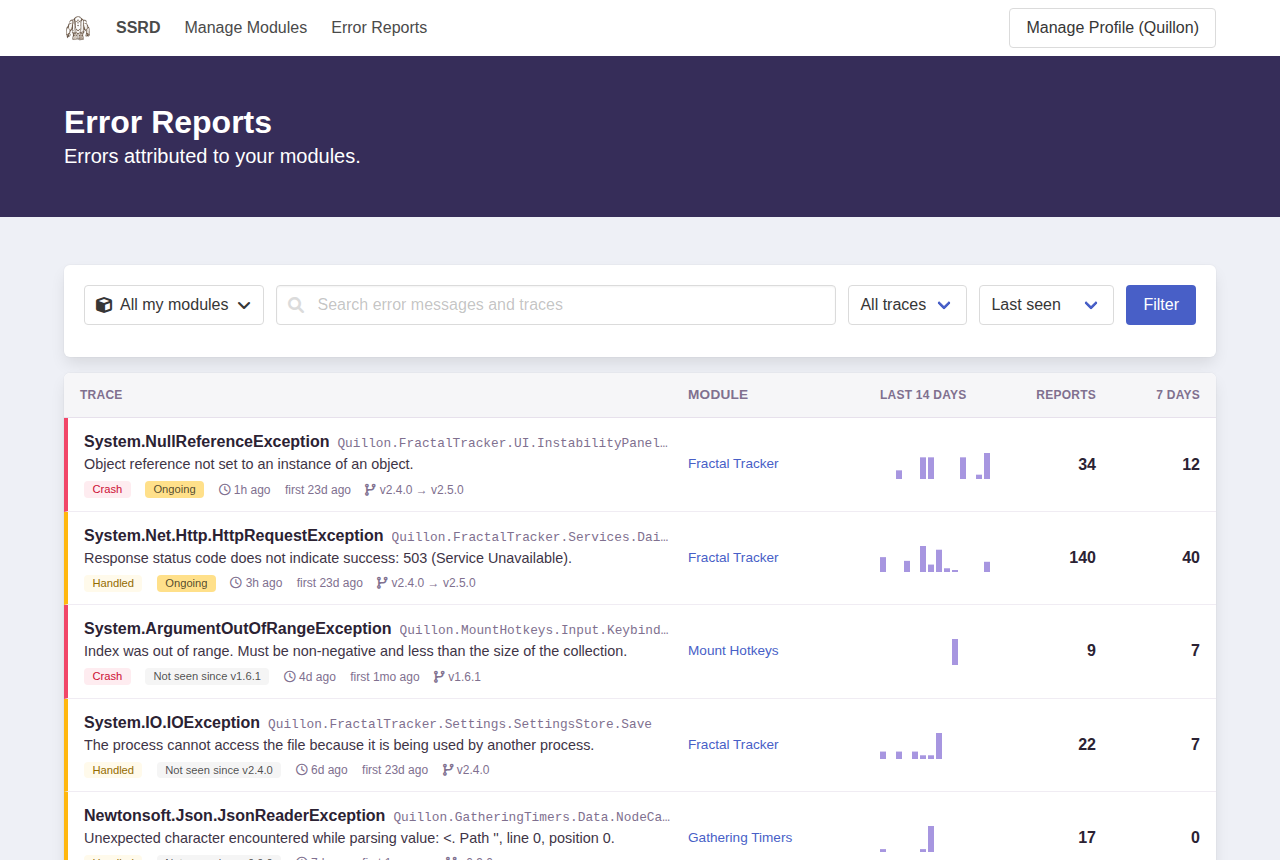 SSRD Manage Modules Error Reports Manage Profile (Quillon)
Error Reports
Errors attributed to your modules.
All my modules Search error messages and traces All traces Last seen Filter
TRACE MODULE LAST 14 DAYS REPORTS 7 DAYS
System.NullReferenceException Quillon.FractalTracker.UI.InstabilityPanel…
Object reference not set to an instance of an object. Fractal Tracker 34 12
Crash Ongoing 1h ago first 23d ago v2.4.0 → v2.5.0
System.Net.Http.HttpRequestException Quillon.FractalTracker.Services.Dai…
Response status code does not indicate success: 503 (Service Unavailable). Fractal Tracker 140 40
Handled Ongoing 3h ago first 23d ago v2.4.0 → v2.5.0
System.ArgumentOutOfRangeException Quillon.MountHotkeys.Input.Keybind…
Index was out of range. Must be non-negative and less than the size of the collection. Mount Hotkeys 9 7
Crash Not seen since v1.6.1 4d ago first 1mo ago v1.6.1
System.IO.IOException Quillon.FractalTracker.Settings.SettingsStore.Save
The process cannot access the file because it is being used by another process. Fractal Tracker 22 7
Handled Not seen since v2.4.0 6d ago first 23d ago v2.4.0
Newtonsoft.Json.JsonReaderException Quillon.GatheringTimers.Data.NodeCa…
Unexpected character encountered while parsing value: <. Path '', line 0, position 0. Gathering Timers 17 0